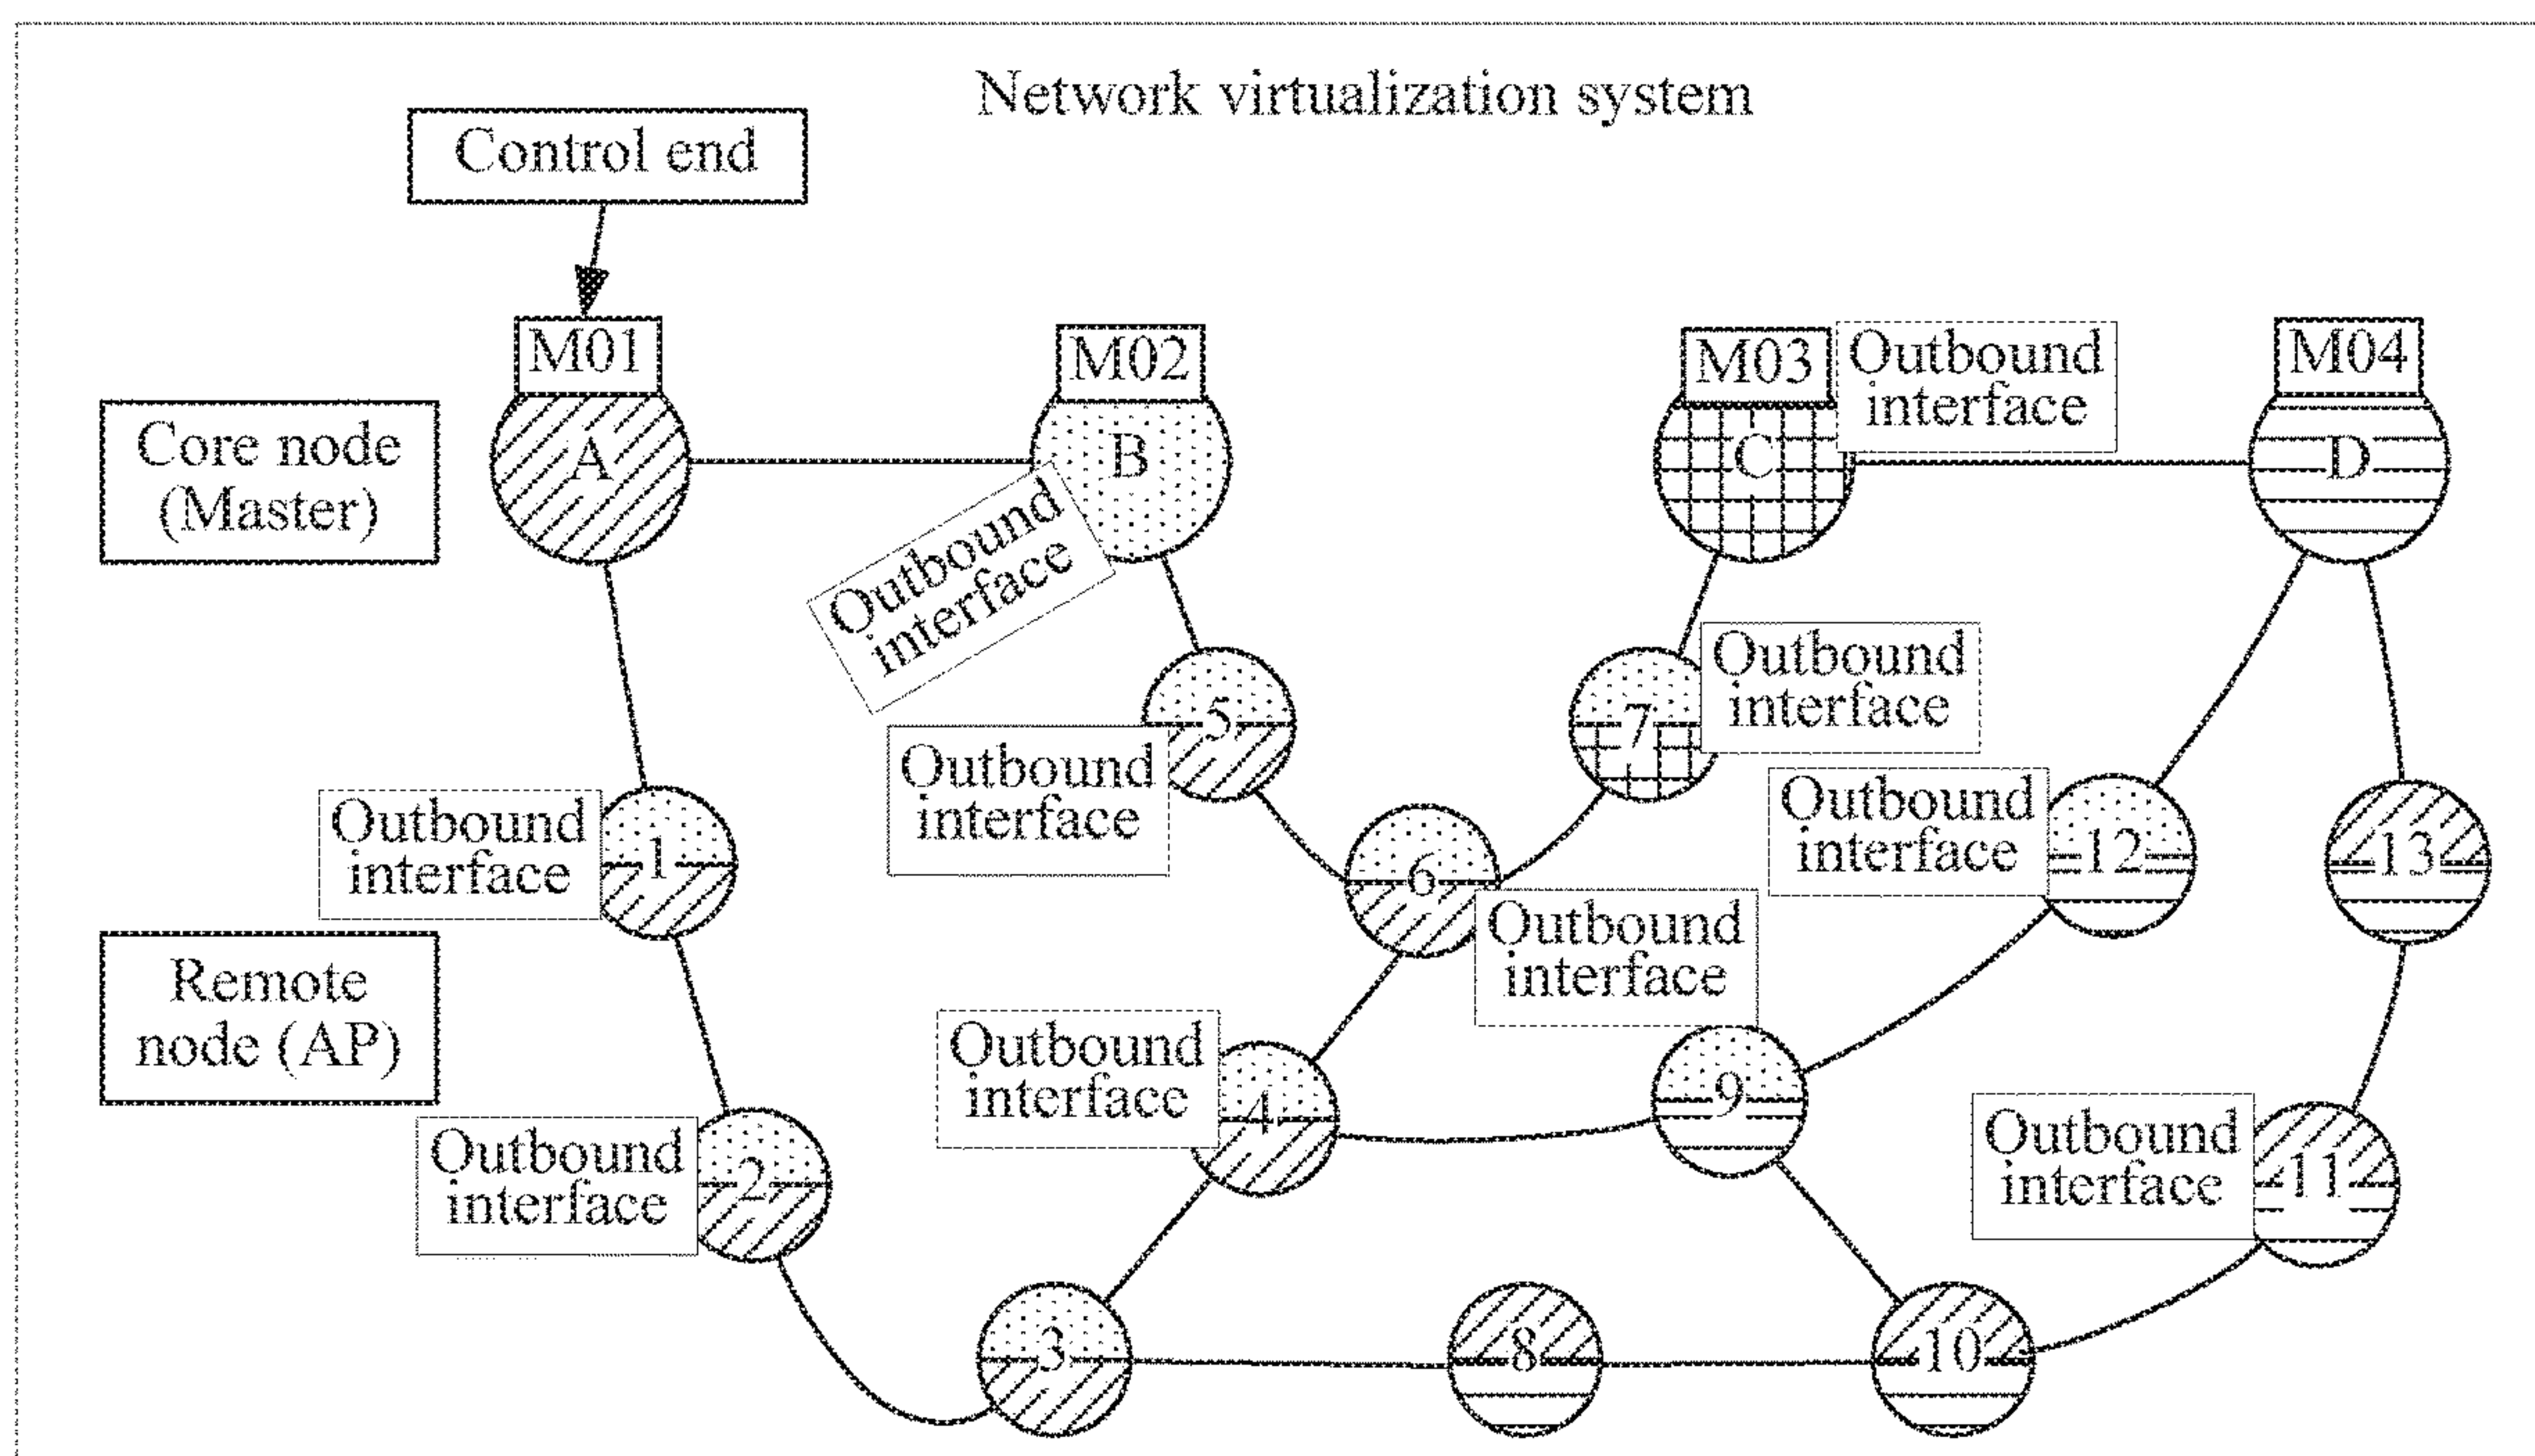 Network virtualization system
Control end
M01
M02
M03
Outbound
interface
M04
Core node
(Master)
A
B
C
D
Outbound
interface
5
Outbound
interface
7
Outbound
interface
Outbound
interface
1
6
Outbound
interface
12
13
Remote
node (AP)
Outbound
interface
Outbound
interface
4
9
Outbound
interface
2
Outbound
interface
11
3
8
10